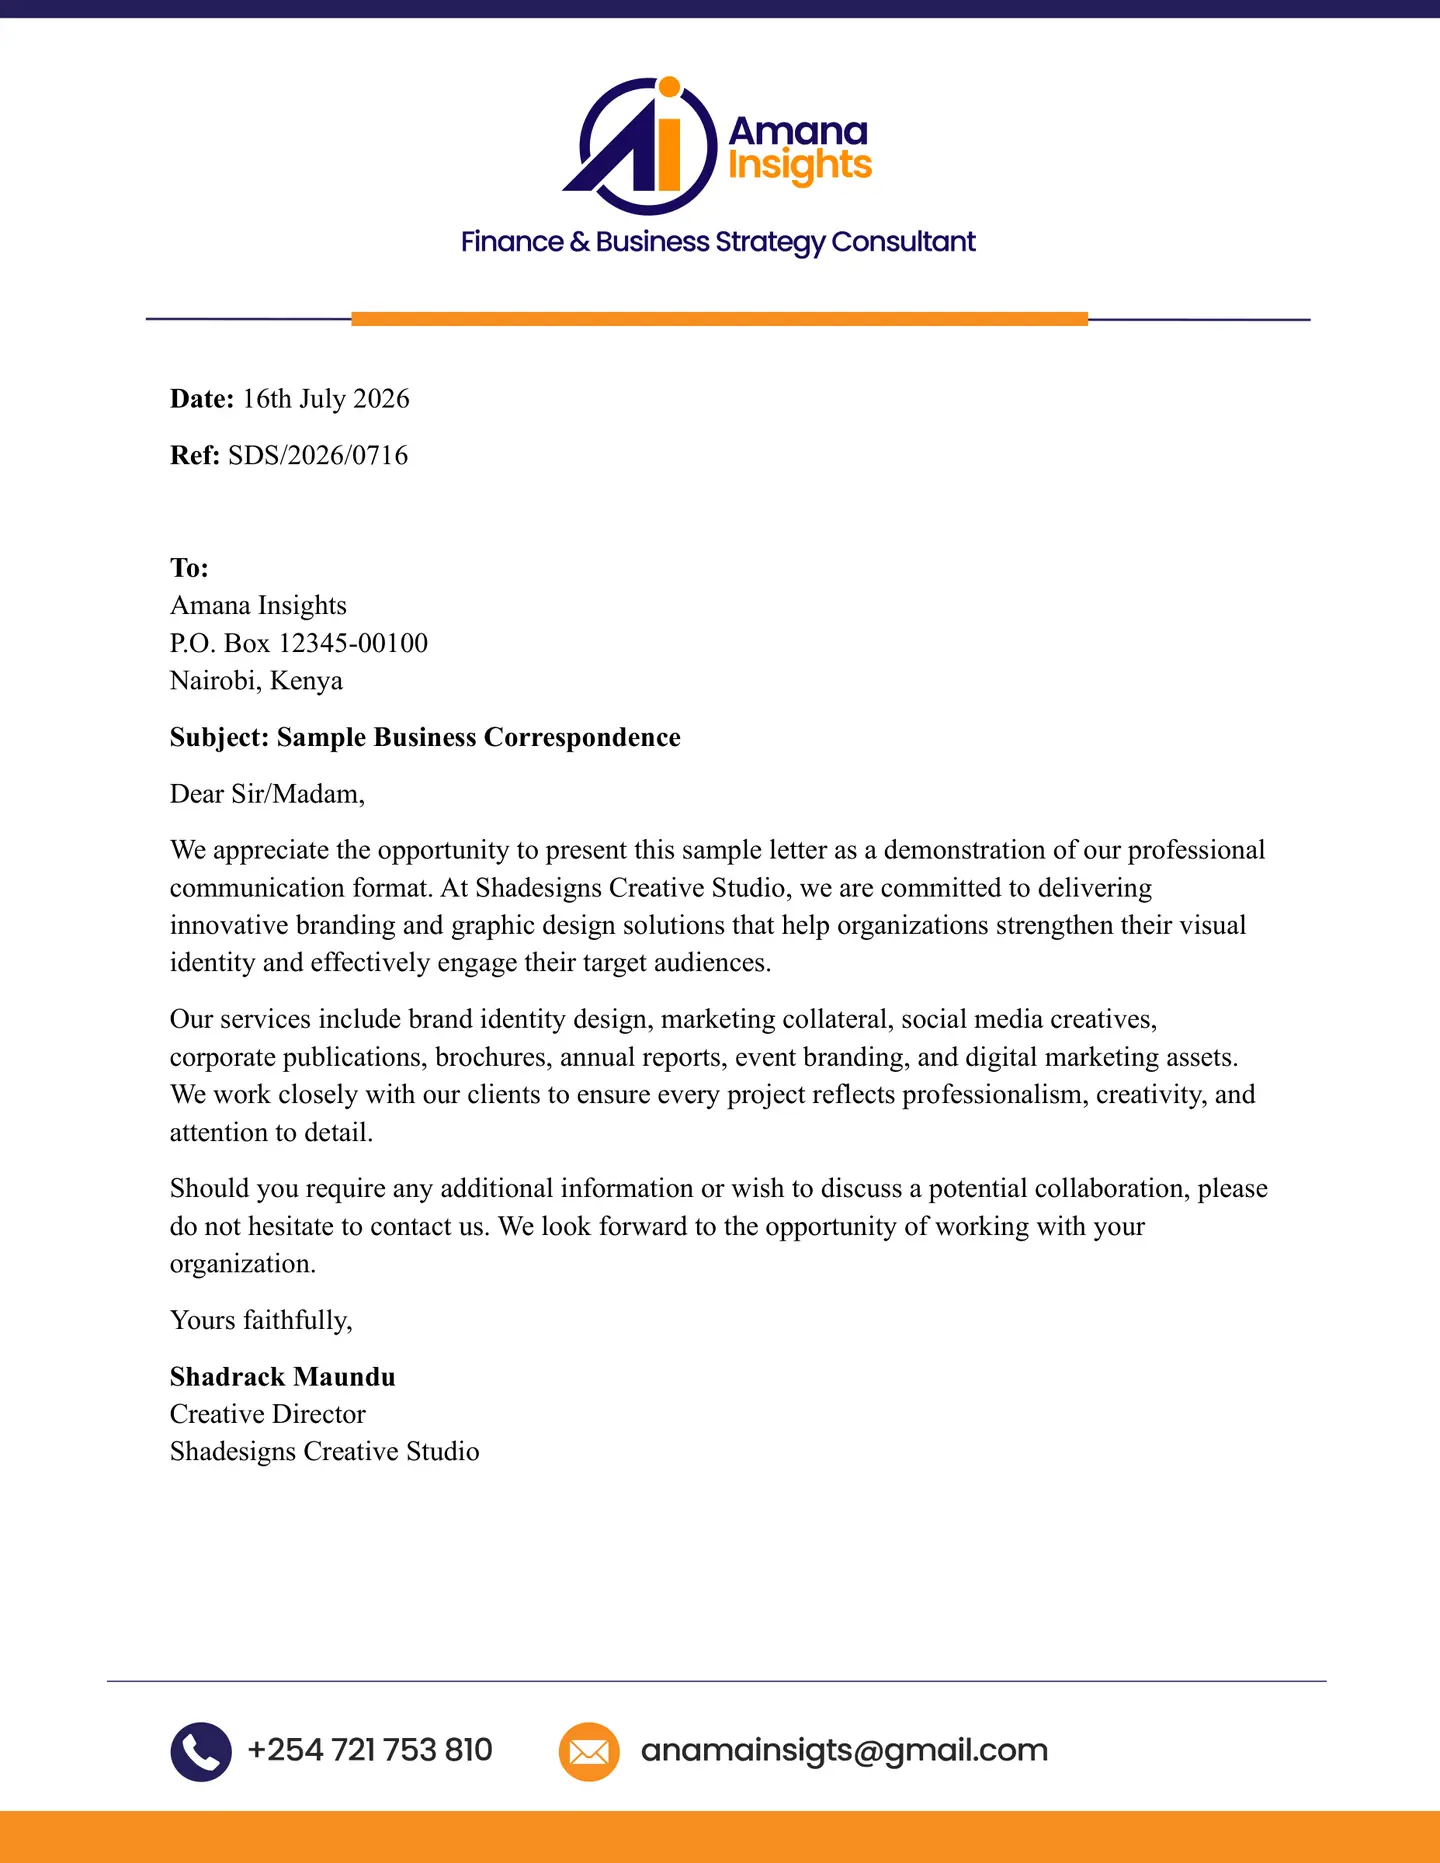 Amana
Insights
Finance & Business Strategy Consultant
Date: 16th July 2026
Ref: SDS/2026/0716
To:
Amana Insights
P.O. Box 12345-00100
Nairobi, Kenya
Subject: Sample Business Correspondence
Dear Sir/Madam,
We appreciate the opportunity to present this sample letter as a demonstration of our professional
communication format. At Shadesigns Creative Studio, we are committed to delivering
innovative branding and graphic design solutions that help organizations strengthen their visual
identity and effectively engage their target audiences.
Our services include brand identity design, marketing collateral, social media creatives,
corporate publications, brochures, annual reports, event branding, and digital marketing assets.
We work closely with our clients to ensure every project reflects professionalism, creativity, and
attention to detail.
Should you require any additional information or wish to discuss a potential collaboration, please
do not hesitate to contact us. We look forward to the opportunity of working with your
organization.
Yours faithfully,
Shadrack Maundu
Creative Director
Shadesigns Creative Studio
+254 721 753 810
anamainsigts@gmail.com